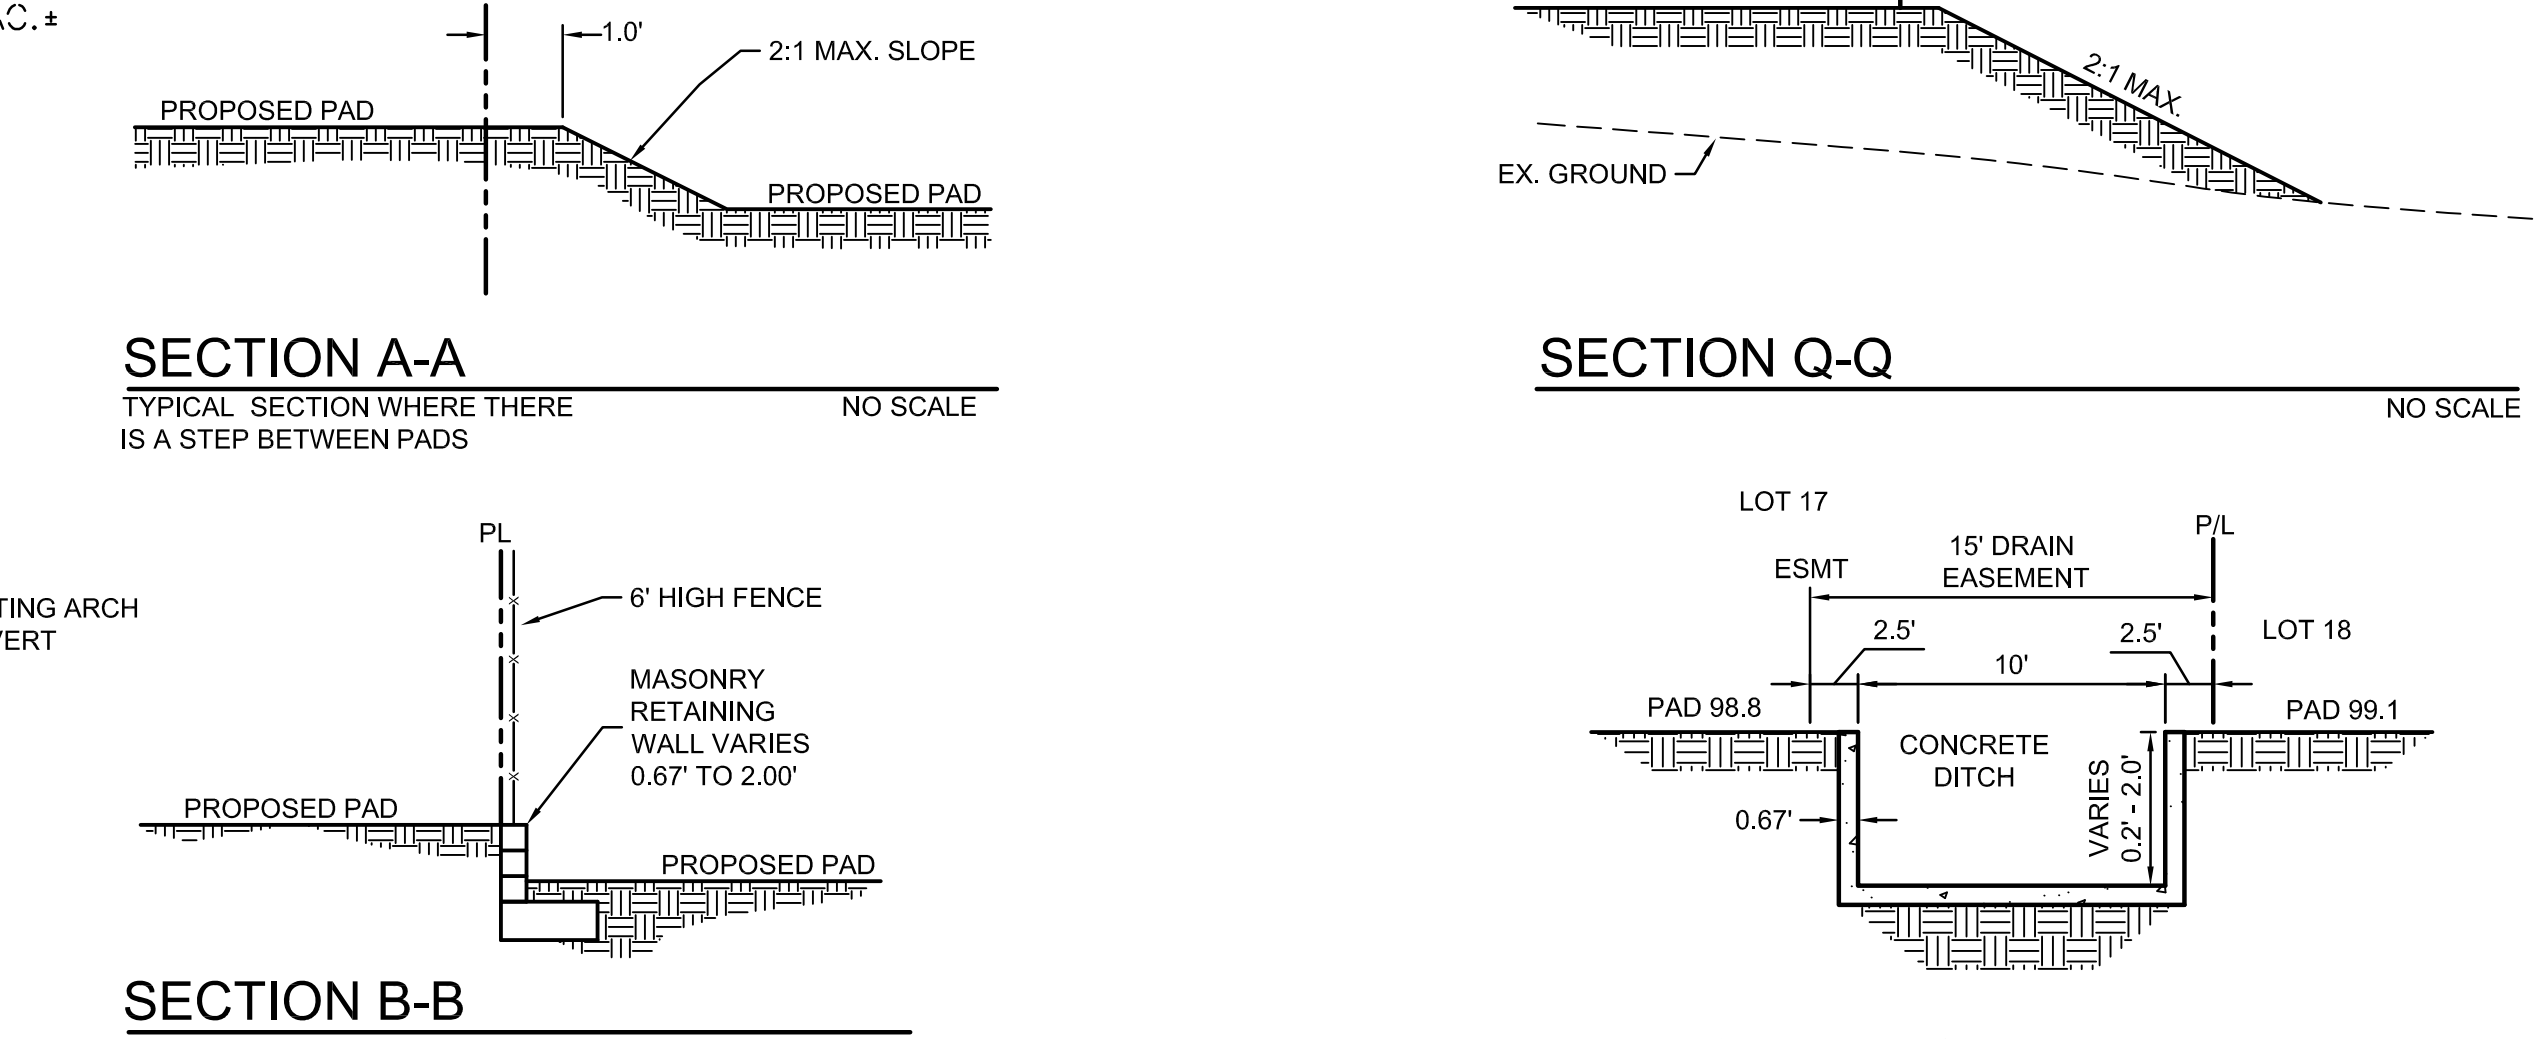 AC.±
1.0'
2:1 MAX. SLOPE
PROPOSED PAD
PROPOSED PAD
SECTION A-A
TYPICAL SECTION WHERE THERE
IS A STEP BETWEEN PADS
NO SCALE
2:1 MAX.
EX. GROUND
SECTION Q-Q
NO SCALE
TING ARCH
VERT
PL
6' HIGH FENCE
MASONRY
RETAINING
WALL VARIES
0.67' TO 2.00'
PROPOSED PAD
PROPOSED PAD
SECTION B-B
LOT 17
P/L
15' DRAIN
EASEMENT
ESMT
2.5'
2.5'
LOT 18
10'
PAD 98.8
PAD 99.1
CONCRETE
DITCH
VARIES
0.2' - 2.0'
0.67'